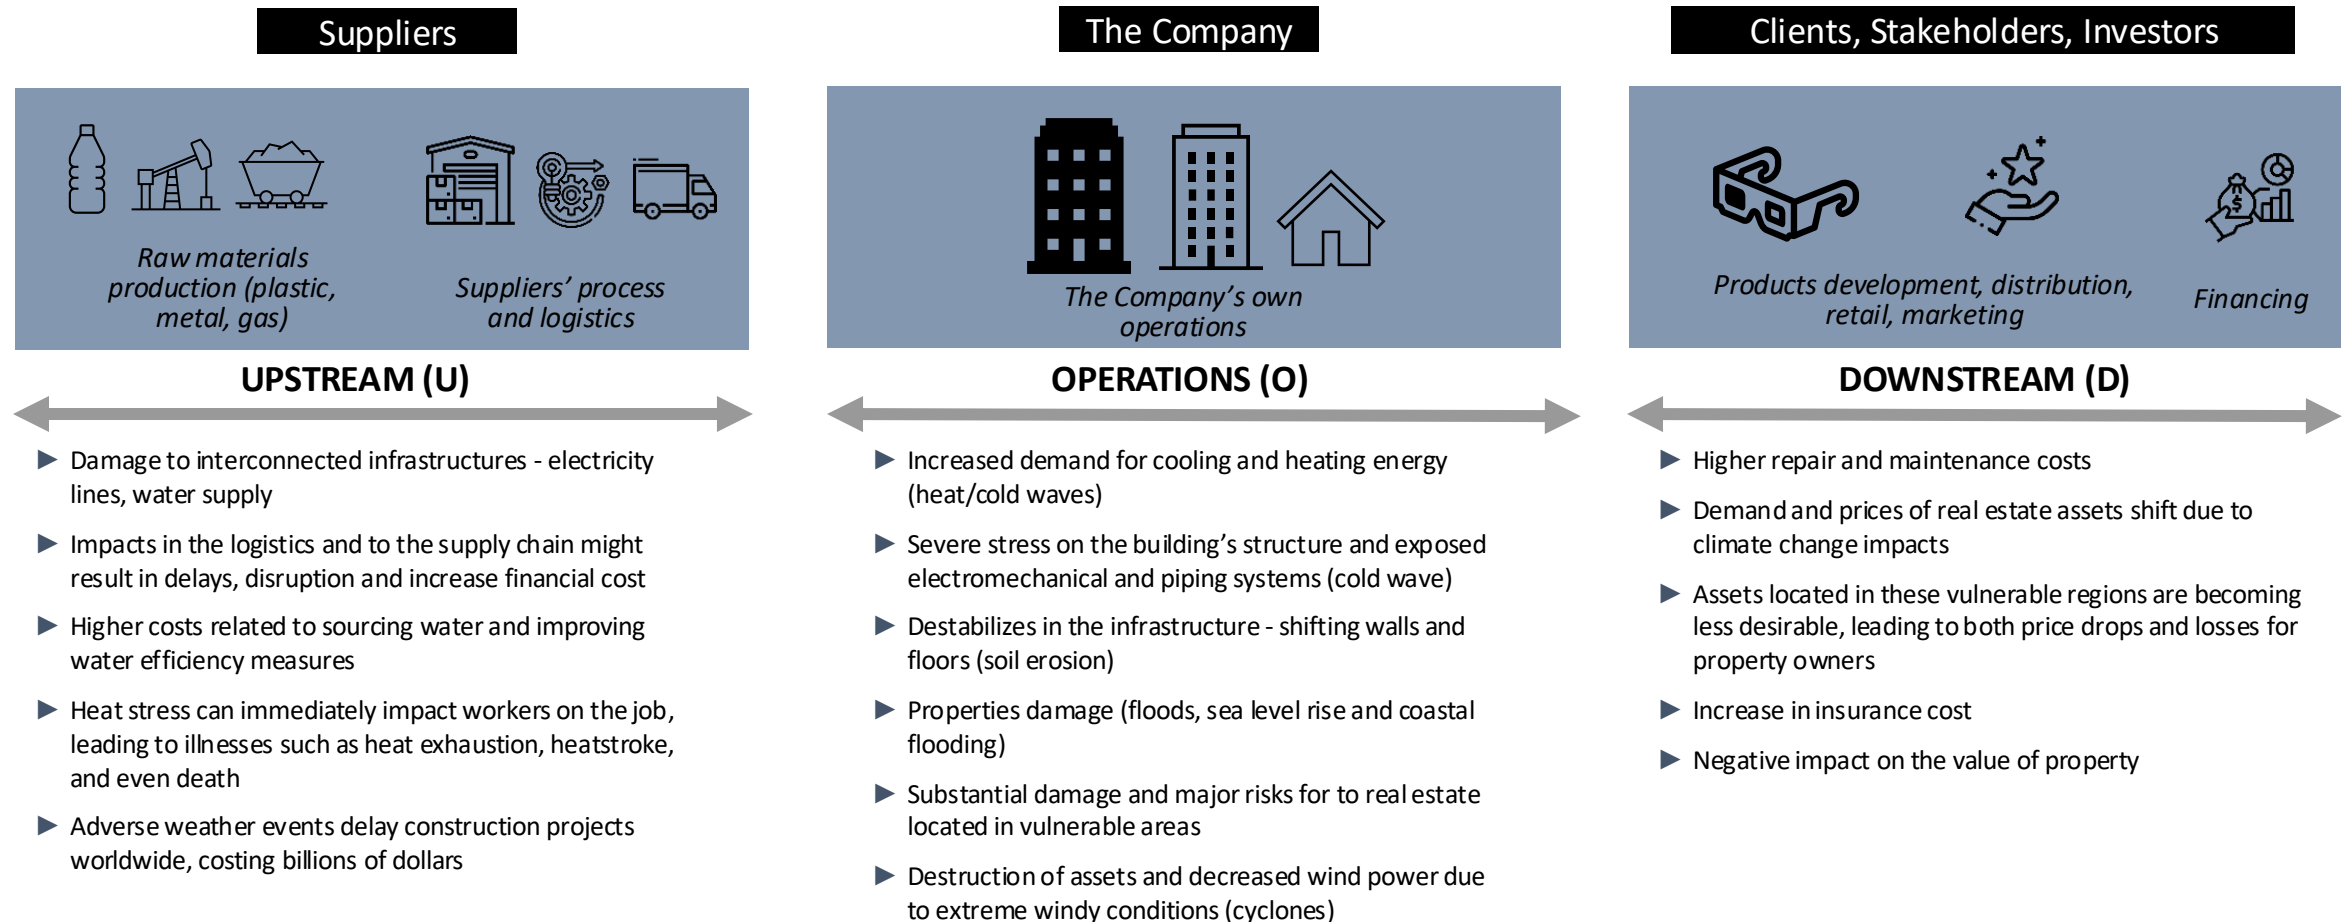 Suppliers
Raw materials
production (plastic,
metal, gas)
Suppliers' process
and logistics
UPSTREAM (U)
► Damage to interconnected infrastructures - electricity
lines, water supply
► Impacts in the logistics and to the supply chain might
result in delays, disruption and increase financial cost
► Higher costs related to sourcing water and improving
water efficiency measures
► Heat stress can immediately impact workers on the job,
leading to illnesses such as heat exhaustion, heatstroke,
and even death
► Adverse weather events delay construction projects
worldwide, costing billions of dollars
The Company
The Company's own
operations
OPERATIONS (O)
► Increased demand for cooling and heating energy
(heat/cold waves)
► Severe stress on the building's structure and exposed
electromechanical and piping systems (cold wave)
► Destabilizes in the infrastructure - shifting walls and
floors (soil erosion)
► Properties damage (floods, sea level rise and coastal
flooding)
► Substantial damage and major risks for to real estate
located in vulnerable areas
► Destruction of assets and decreased wind power due
to extreme windy conditions (cyclones)
Clients, Stakeholders, Investors
Products development, distribution,
retail, marketing
$
Financing
DOWNSTREAM (D)
► Higher repair and maintenance costs
► Demand and prices of real estate assets shift due to
climate change impacts
► Assets located in these vulnerable regions are becoming
less desirable, leading to both price drops and losses for
property owners
► Increase in insurance cost
► Negative impact on the value of property